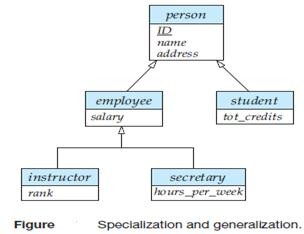 person
ID
name
address
employee
salary
student
tot_credits
instructor
rank
secretary
hours_per_week
Figure Specialization and generalization.